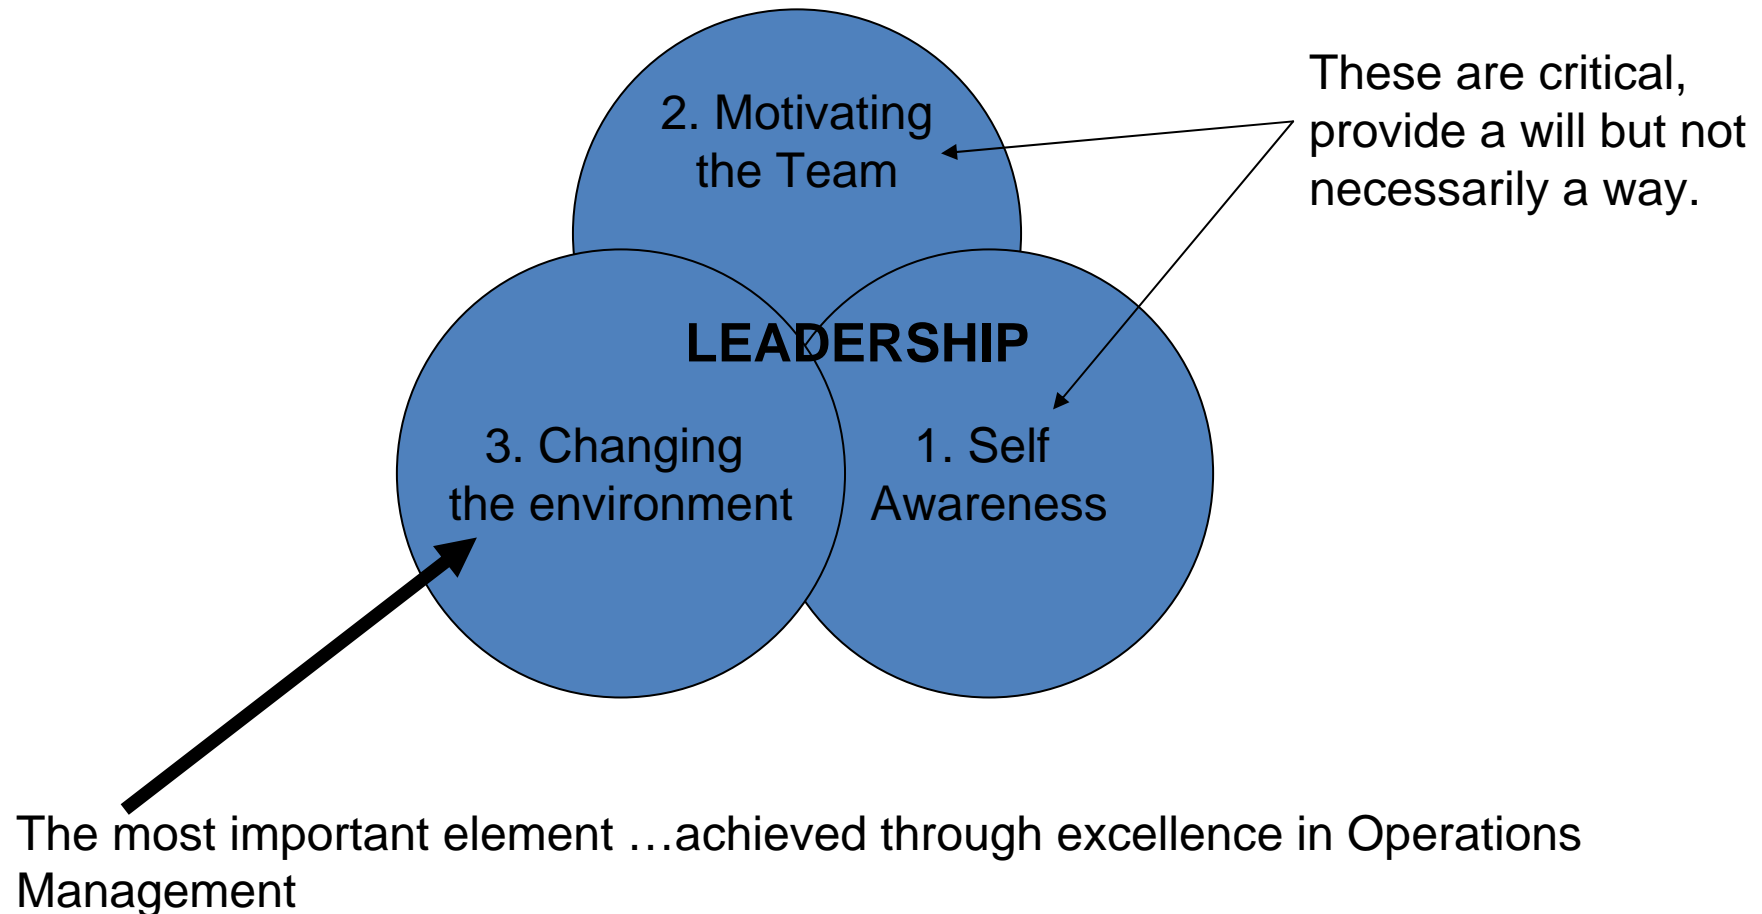 2. Motivating
the Team
These are critical,
provide a will but not
necessarily a way.
LEADERSHIP
3. Changing
the environment
1. Self
Awareness
The most important element …achieved through excellence in Operations
Management